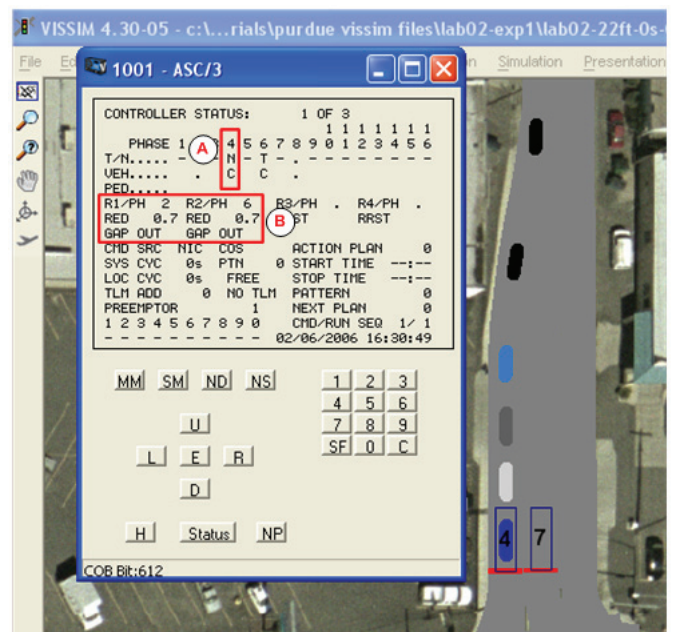 VISSIM 4.30-05 - c:\...rials\purdue vissim files\lab02-exp1\lab02-22ft-0s-
File Ed n Simulation Presentation
1001 - ASC/3
CONTROLLER STATUS: 1 OF 3
1 1 1 1 1 1 1
PHASE 1 A 3 4 5 6 7 8 9 0 1 2 3 4 5 6
T/N..... - - N - T - . - - - - - - - -
VEH..... . C C .
PED.....
R1/PH 2 R2/PH 6 R3/PH . R4/PH .
RED 0.7 RED 0.7 B ST RRST
GAP OUT GAP OUT
CMD SRC NIC COS ACTION PLAN 0
SYS CYC 0s PTN 0 START TIME --:--
LOC CYC 0s FREE STOP TIME --:--
TLM ADD 0 NO TLM PATTERN 0
PREEMPTOR 1 NEXT PLAN 0
1 2 3 4 5 6 7 8 9 0 CMD/RUN SEQ 1/ 1
- - - - - - - - - - 02/06/2006 16:30:49
MM SM ND NS 1 2 3
4 5 6
U 7 8 9
SF 0 C
L E R
D
H Status NP
4 7
COB Bit:612